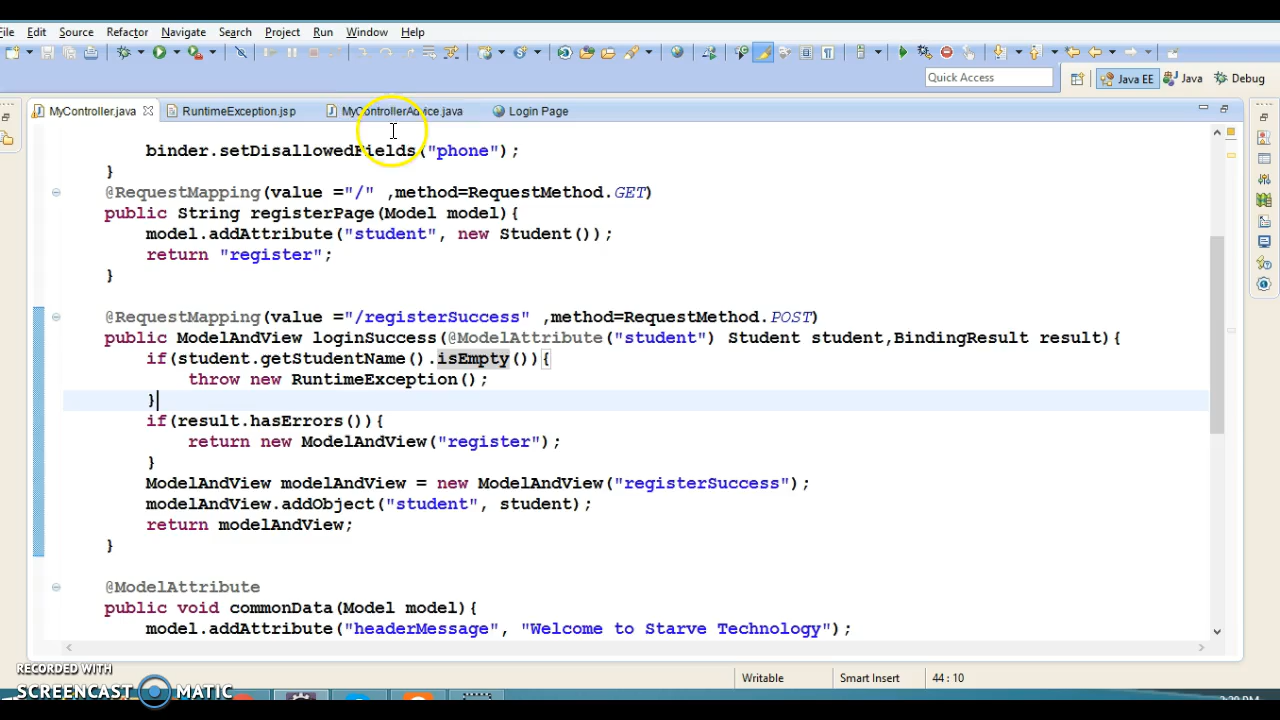 File Edit Source Refactor Navigate Search Project Run Window Help
Quick Access Java EE Java Debug
MyController.java RuntimeException.jsp MyControllerAdvice.java Login Page
binder.setDisallowedFields("phone");
}
@RequestMapping(value ="/" ,method=RequestMethod.GET)
public String registerPage(Model model){
model.addAttribute("student", new Student());
return "register";
}
@RequestMapping(value ="/registerSuccess" ,method=RequestMethod.POST)
public ModelAndView loginSuccess(@ModelAttribute("student") Student student,BindingResult result){
if(student.getStudentName().isEmpty()){
throw new RuntimeException();
}
if(result.hasErrors()){
return new ModelAndView("register");
}
ModelAndView modelAndView = new ModelAndView("registerSuccess");
modelAndView.addObject("student", student);
return modelAndView;
}
@ModelAttribute
public void commonData(Model model){
model.addAttribute("headerMessage", "Welcome to Starve Technology");
RECORDED WITH
SCREENCAST MATIC
Writable Smart Insert 44 : 10